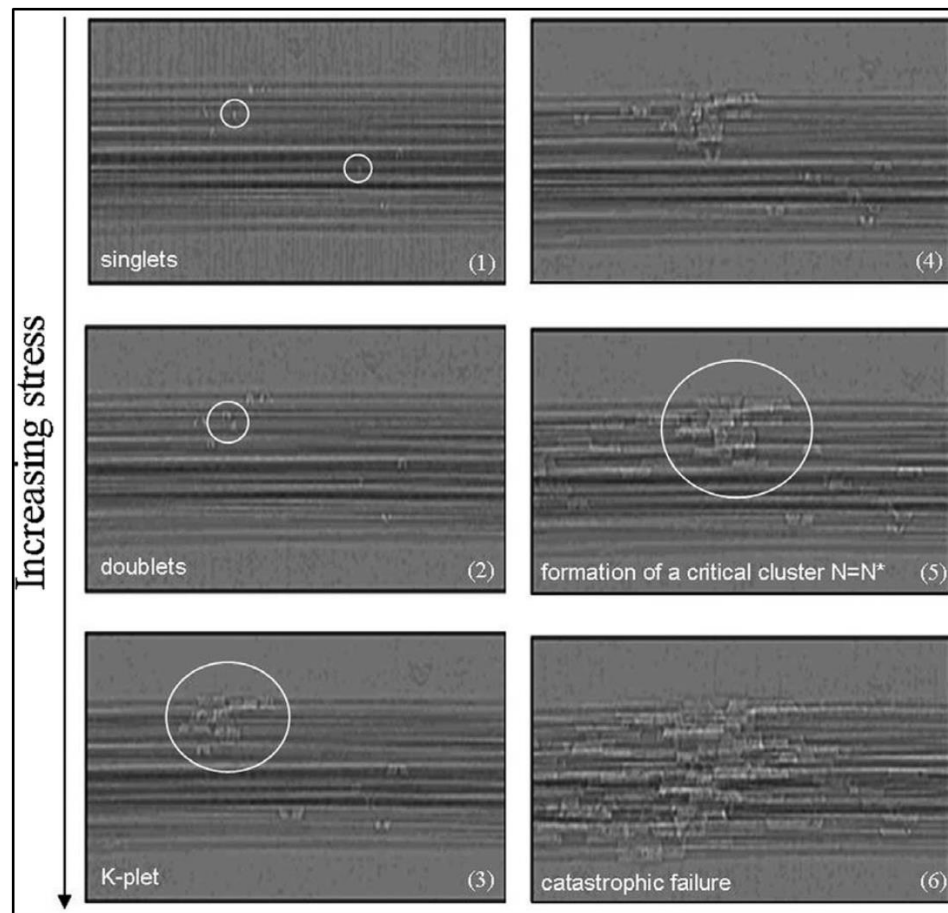 Increasing stress
singlets (1)
doublets (2)
K-plet (3)
(4)
formation of a critical cluster N=N* (5)
catastrophic failure (6)